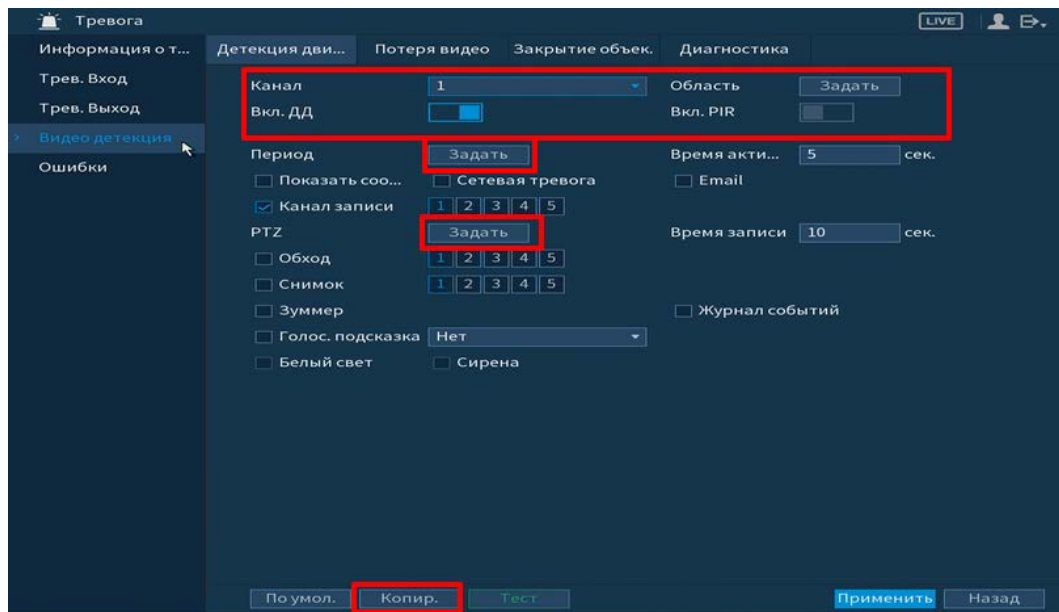 Тревога LIVE
Информация о т... Детекция дви... Потеря видео Закрытие объек. Диагностика
Трев. Вход
Трев. Выход
Видео детекция
Ошибки
Канал 1 Область Задать
Вкл. ДД Вкл. PIR
Период Задать Время акти... 5 сек.
Показать соо... Сетевая тревога Email
Канал записи 1 2 3 4 5
PTZ Задать Время записи 10 сек.
Обход 1 2 3 4 5
Снимок 1 2 3 4 5
Зуммер Журнал событий
Голос. подсказка Нет
Белый свет Сирена
По умол. Копир. Тест Применить Назад